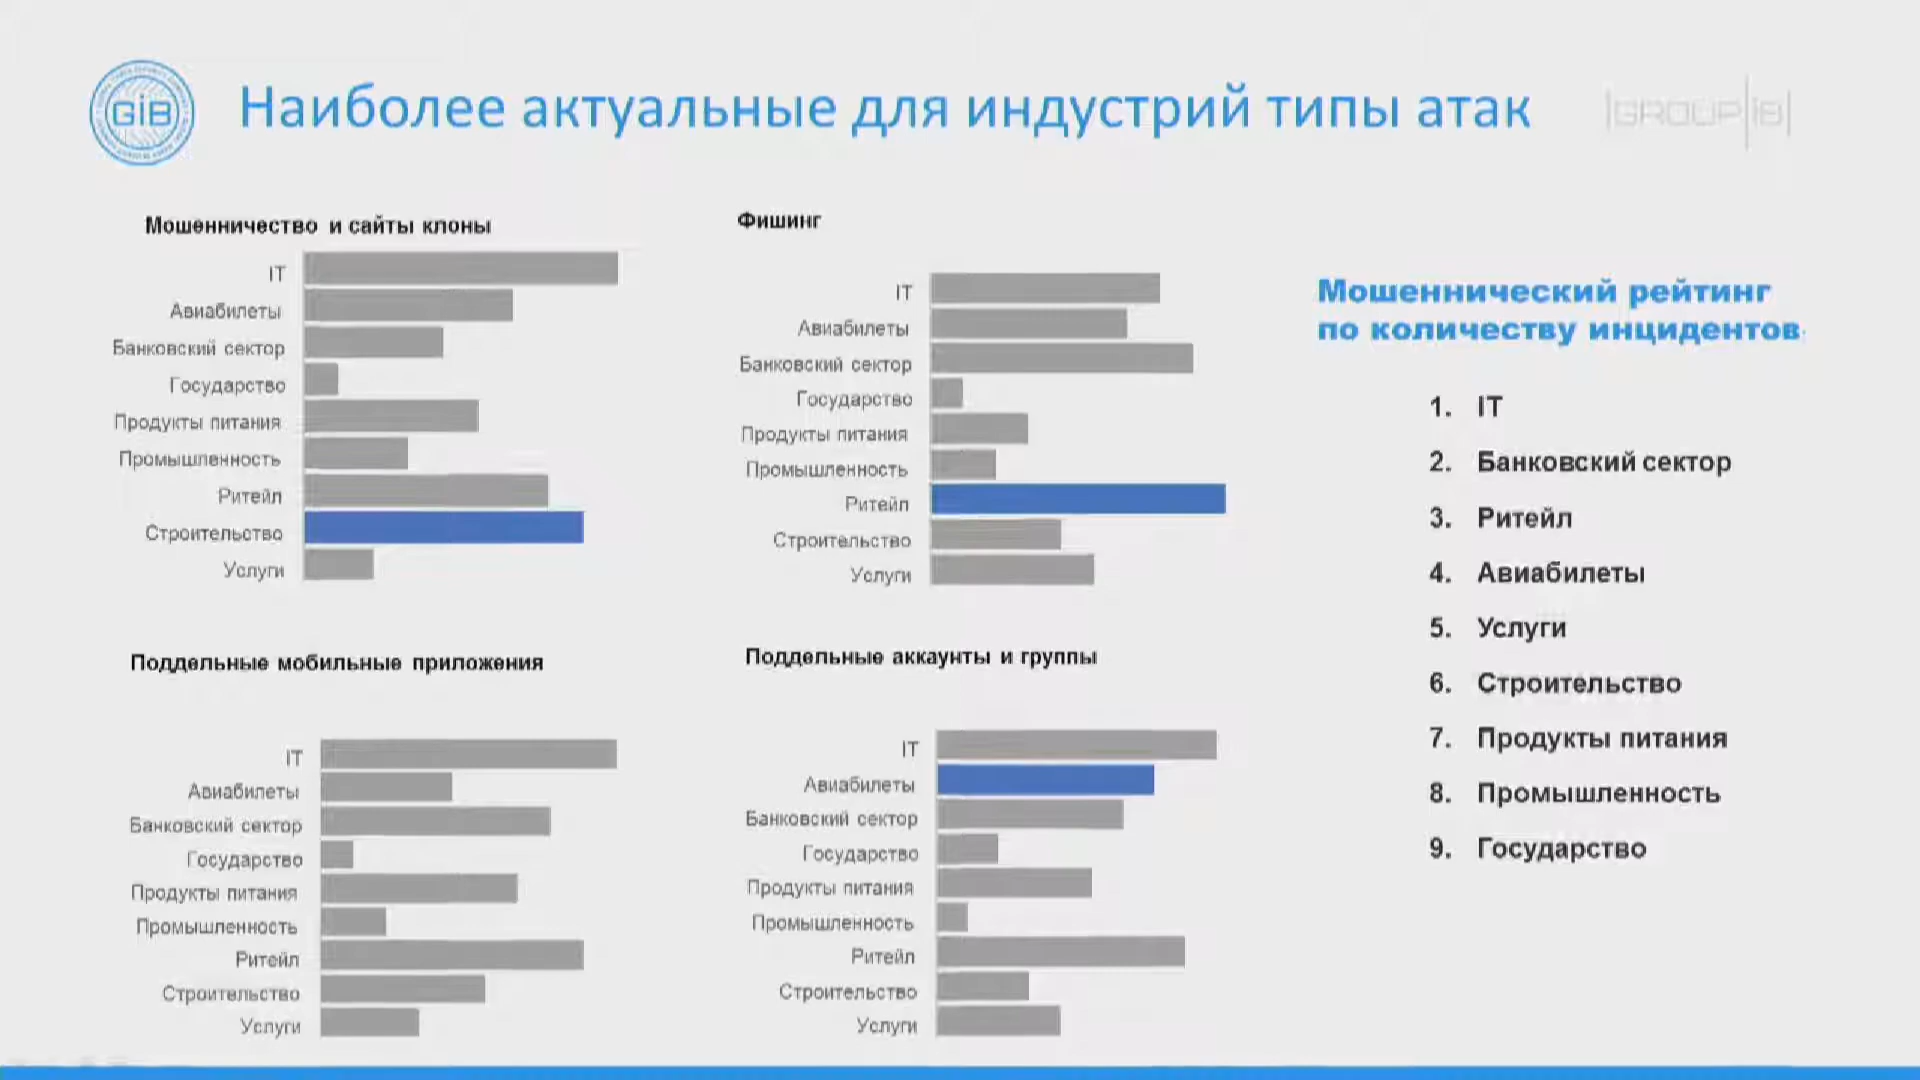 GiB
Наиболее актуальные для индустрий типы атак
GROUP|IB
Мошенничество и сайты клоны
IT
Авиабилеты
Банковский сектор
Государство
Продукты питания
Промышленность
Ритейл
Строительство
Услуги
Фишинг
IT
Авиабилеты
Банковский сектор
Государство
Продукты питания
Промышленность
Ритейл
Строительство
Услуги
Поддельные мобильные приложения
IT
Авиабилеты
Банковский сектор
Государство
Продукты питания
Промышленность
Ритейл
Строительство
Услуги
Поддельные аккаунты и группы
IT
Авиабилеты
Банковский сектор
Государство
Продукты питания
Промышленность
Ритейл
Строительство
Услуги
Мошеннический рейтинг
по количеству инцидентов
1. IT
2. Банковский сектор
3. Ритейл
4. Авиабилеты
5. Услуги
6. Строительство
7. Продукты питания
8. Промышленность
9. Государство